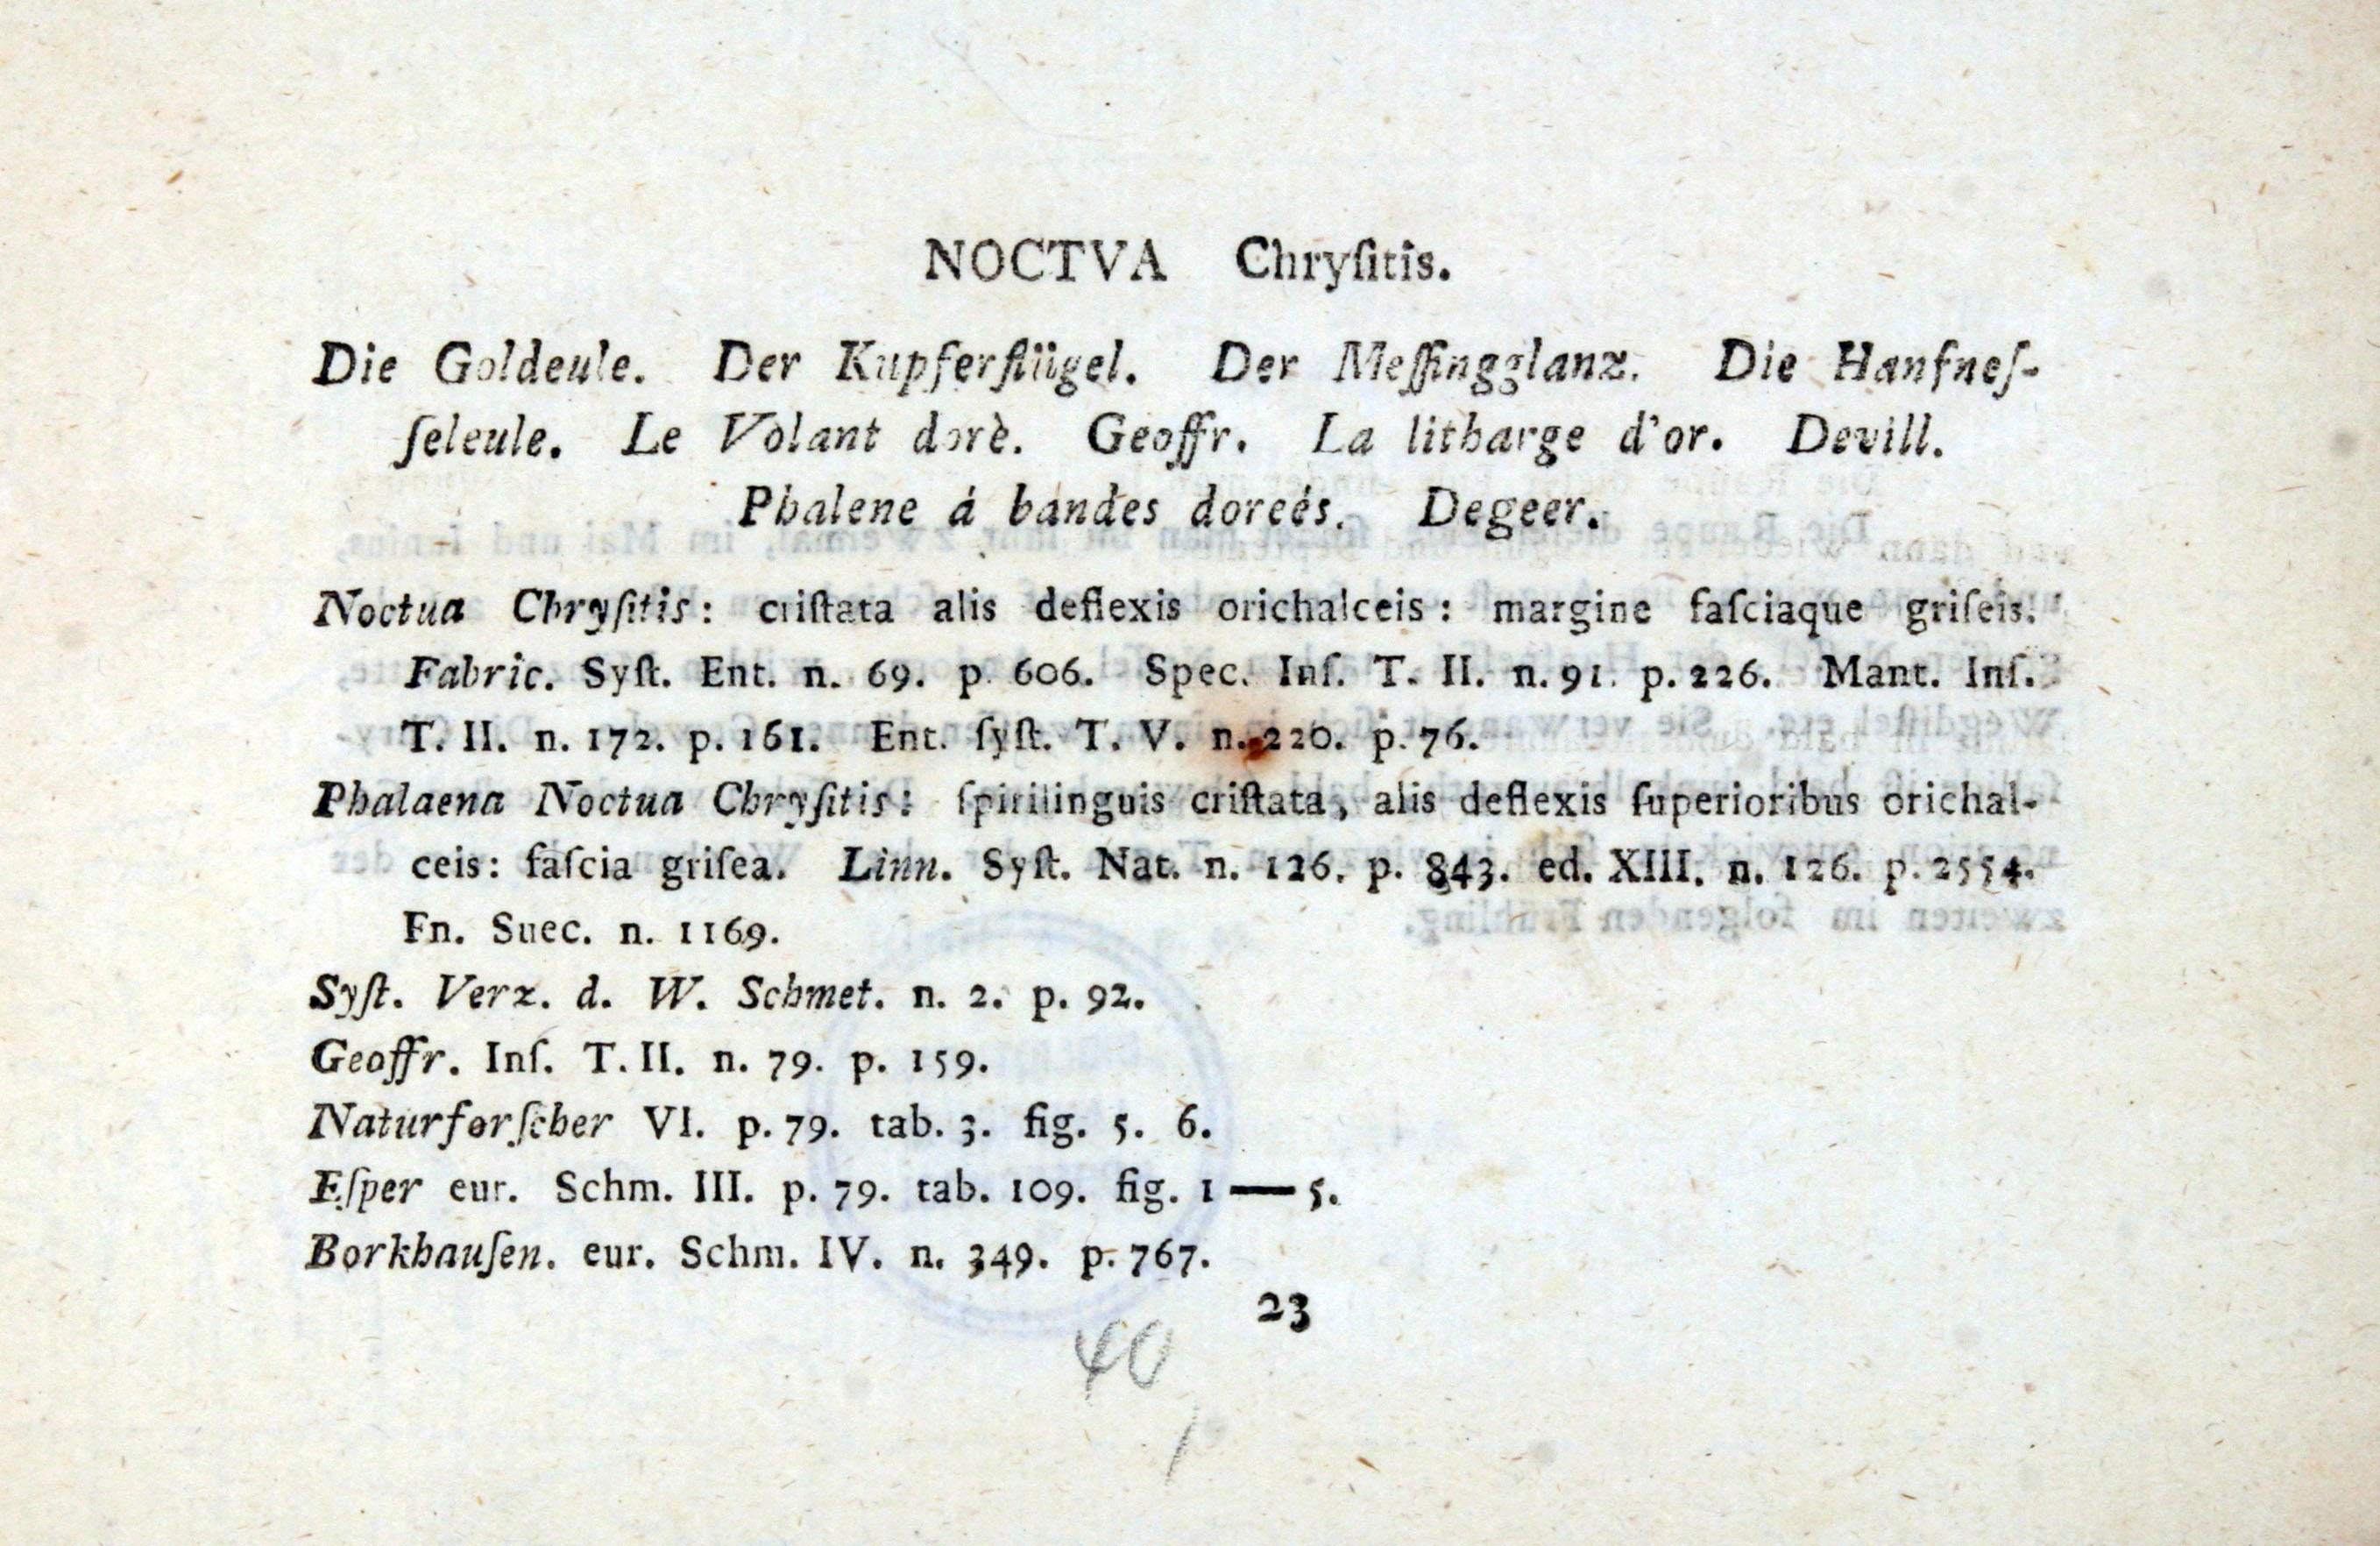 NOCTVA Chryſitis.
Die Goldeule. Der Kupferflügel. Der Meſſingglanz. Die Hanfneſ-
ſeleule. Le Volant dorè. Geoffr. La litharge d'or. Devill.
Phalene á bandes doreés. Degeer.
Noctua Chryſitis: criſtata alis deflexis orichalceis: margine faſciaque griſeis.
Fabric. Syſt. Ent. n. 69. p. 606. Spec. Inſ. T. II. n. 91. p. 226. Mant. Inſ.
T. II. n. 172. p. 161. Ent. ſyſt. T. V. n. 220. p. 76.
Phalaena Noctua Chryſitis: ſpirilinguis criſtata, alis deflexis ſuperioribus orichal-
ceis: faſcia griſea. Linn. Syſt. Nat. n. 126. p. 843. ed. XIII. n. 126. p. 2554.
Fn. Suec. n. 1169.
Syſt. Verz. d. W. Schmet. n. 2. p. 92.
Geoffr. Inſ. T. II. n. 79. p. 159.
Naturforſcher VI. p. 79. tab. 3. fig. 5. 6.
Eſper eur. Schm. III. p. 79. tab. 109. fig. 1 — 5.
Borkhauſen. eur. Schm. IV. n. 349. p. 767.
23
40